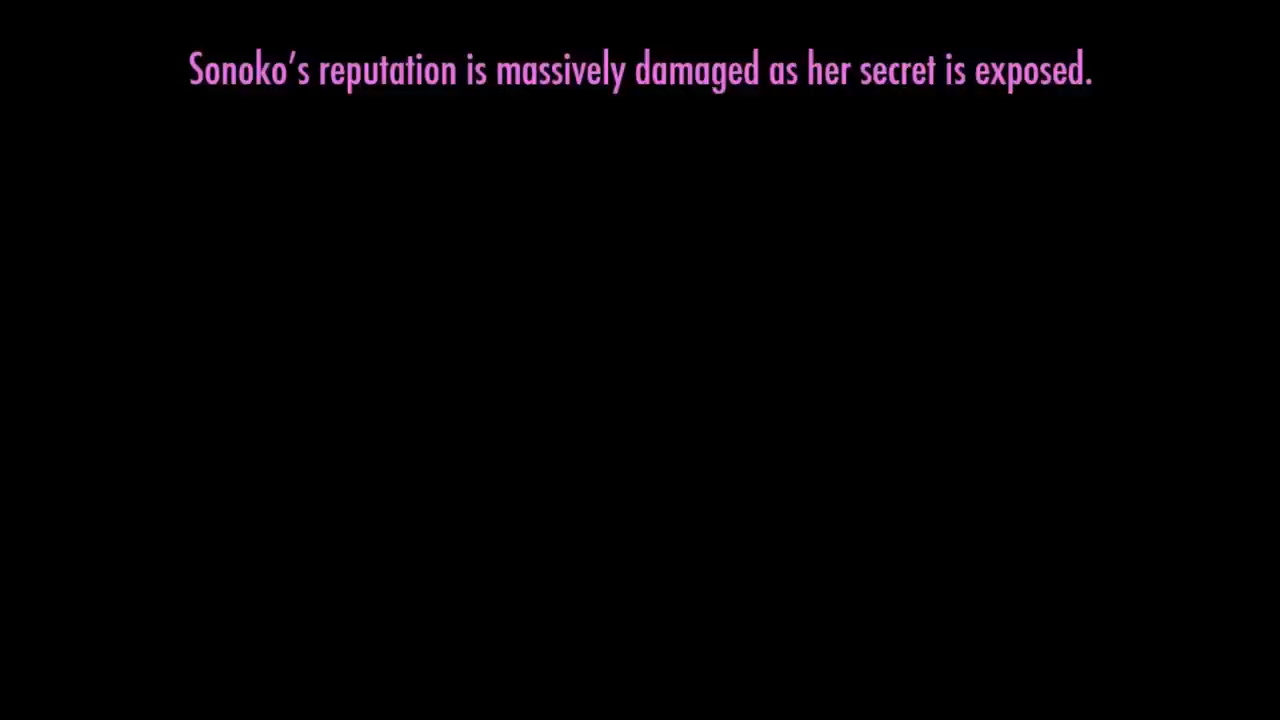 Sonoko’s reputation is massively damaged as her secret is exposed.